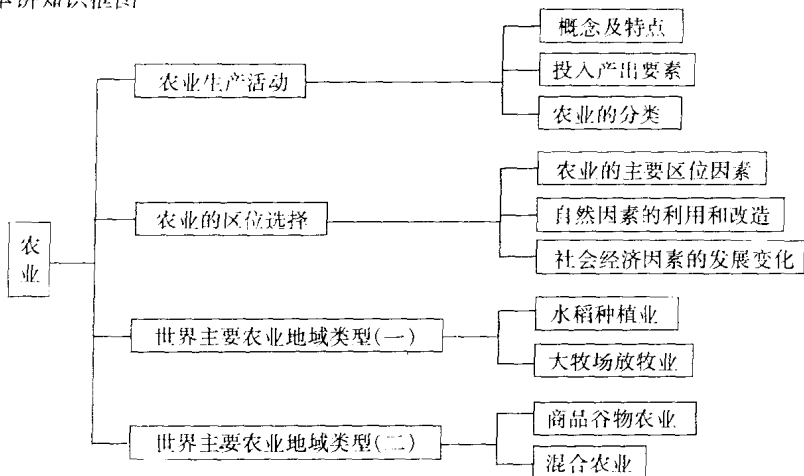 本讲知识框图
概念及特点
农业生产活动
投入产出要素
农业的分类
农业的主要区位因素
农业的区位选择
自然因素的利用和改造
社会经济因素的发展变化
农业
水稻种植业
世界主要农业地域类型(一)
大牧场放牧业
商品谷物农业
世界主要农业地域类型(二)
混合农业